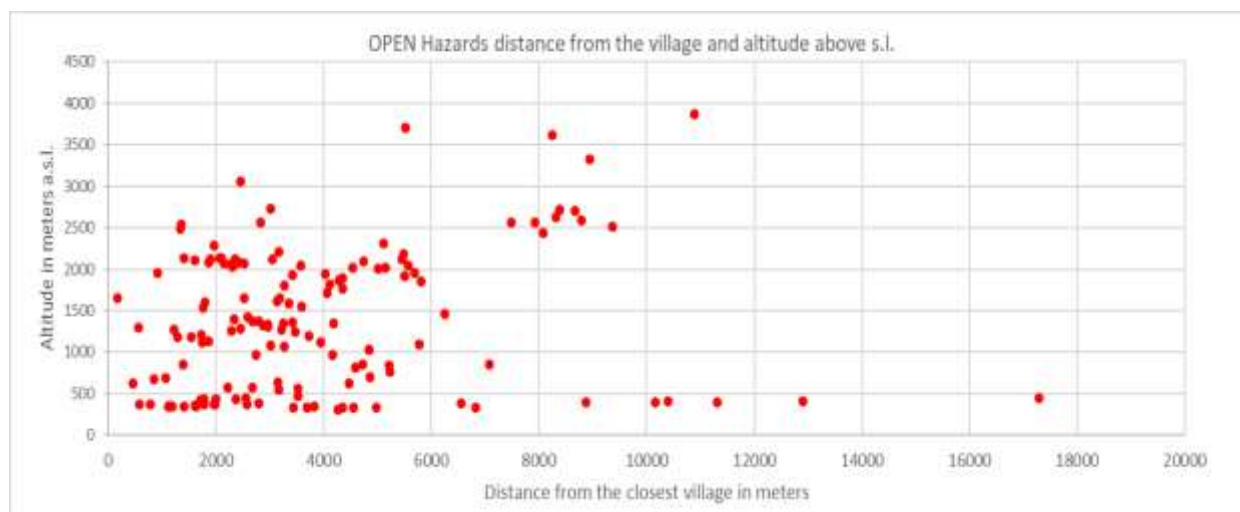 OPEN Hazards distance from the village and altitude above s.l.
4500
4000
3500
3000
2500
2000
1500
1000
500
0
Altitude in meters a.s.l.
0 2000 4000 6000 8000 10000 12000 14000 16000 18000 20000
Distance from the closest village in meters